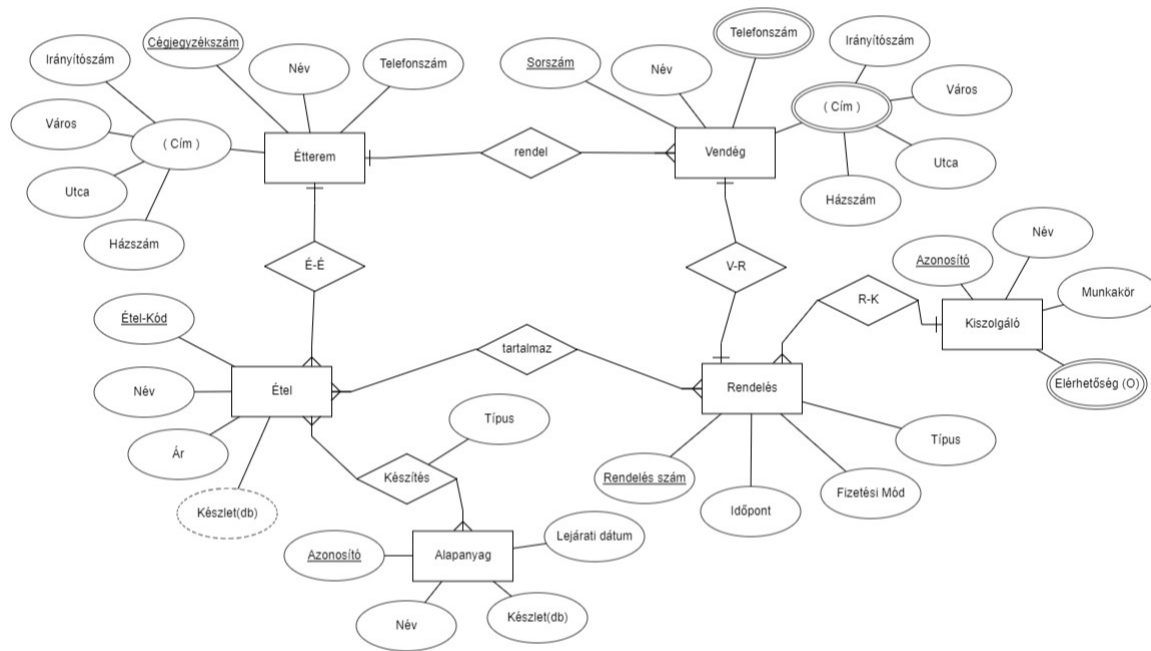 Cégjegyzékszám
Irányítószám
Név
Telefonszám
Város
( Cím )
Étterem
Utca
Házszám
rendel
Sorszám
Név
Telefonszám
Irányítószám
( Cím )
Város
Vendég
Utca
Házszám
É-É
V-R
R-K
Azonosító
Név
Munkakör
Kiszolgáló
Elérhetőség (O)
Étel-Kód
Név
Étel
Ár
Készlet(db)
tartalmaz
Rendelés
Típus
Rendelés szám
Fizetési Mód
Időpont
Típus
Készítés
Azonosító
Alapanyag
Lejárati dátum
Név
Készlet(db)